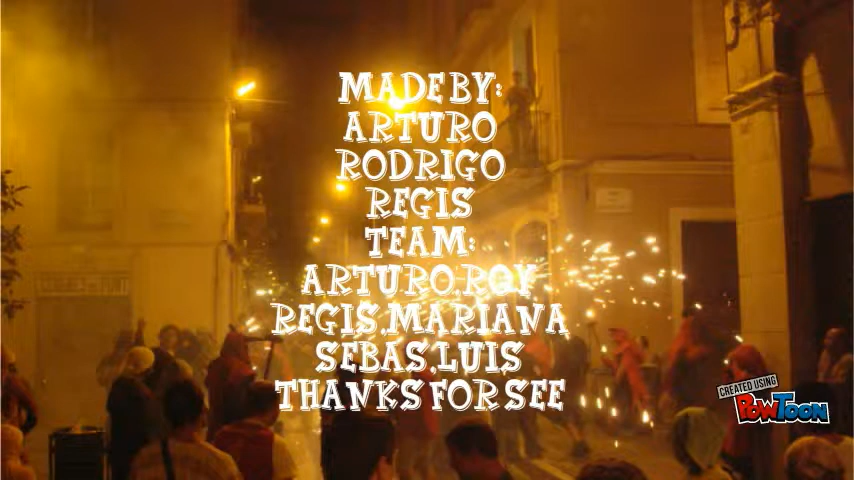 MADE BY:
ARTURO
RODRIGO
REGIS
TEAM:
ARTURO,ROY
REGIS,MARIANA
SEBAS,LUIS
THANKS FOR SEE
CREATED USING
POWTOON